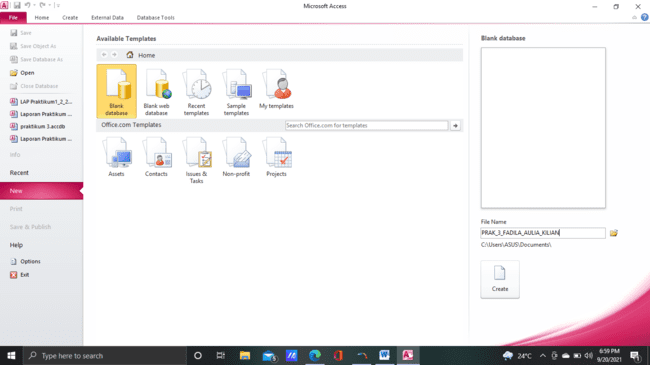 Microsoft Access
File Home Create External Data Database Tools
Save
Save Object As
Save Database As
Open
Close Database
LAP Praktikum1_2_2...
Laporan Praktikum ...
praktikum 3.accdb
Laporan Praktikum ...
Info
Recent
New
Print
Save & Publish
Help
Options
Exit
Available Templates
Home
Blank database
Blank web database
Recent templates
Sample templates
My templates
Office.com Templates
Search Office.com for templates
Assets
Contacts
Issues & Tasks
Non-profit
Projects
Blank database
File Name
PRAK_3_FADILA_AULIA_KILIAN
C:\Users\ASUS\Documents\
Create
Type here to search
24°C
6:59 PM
9/20/2021